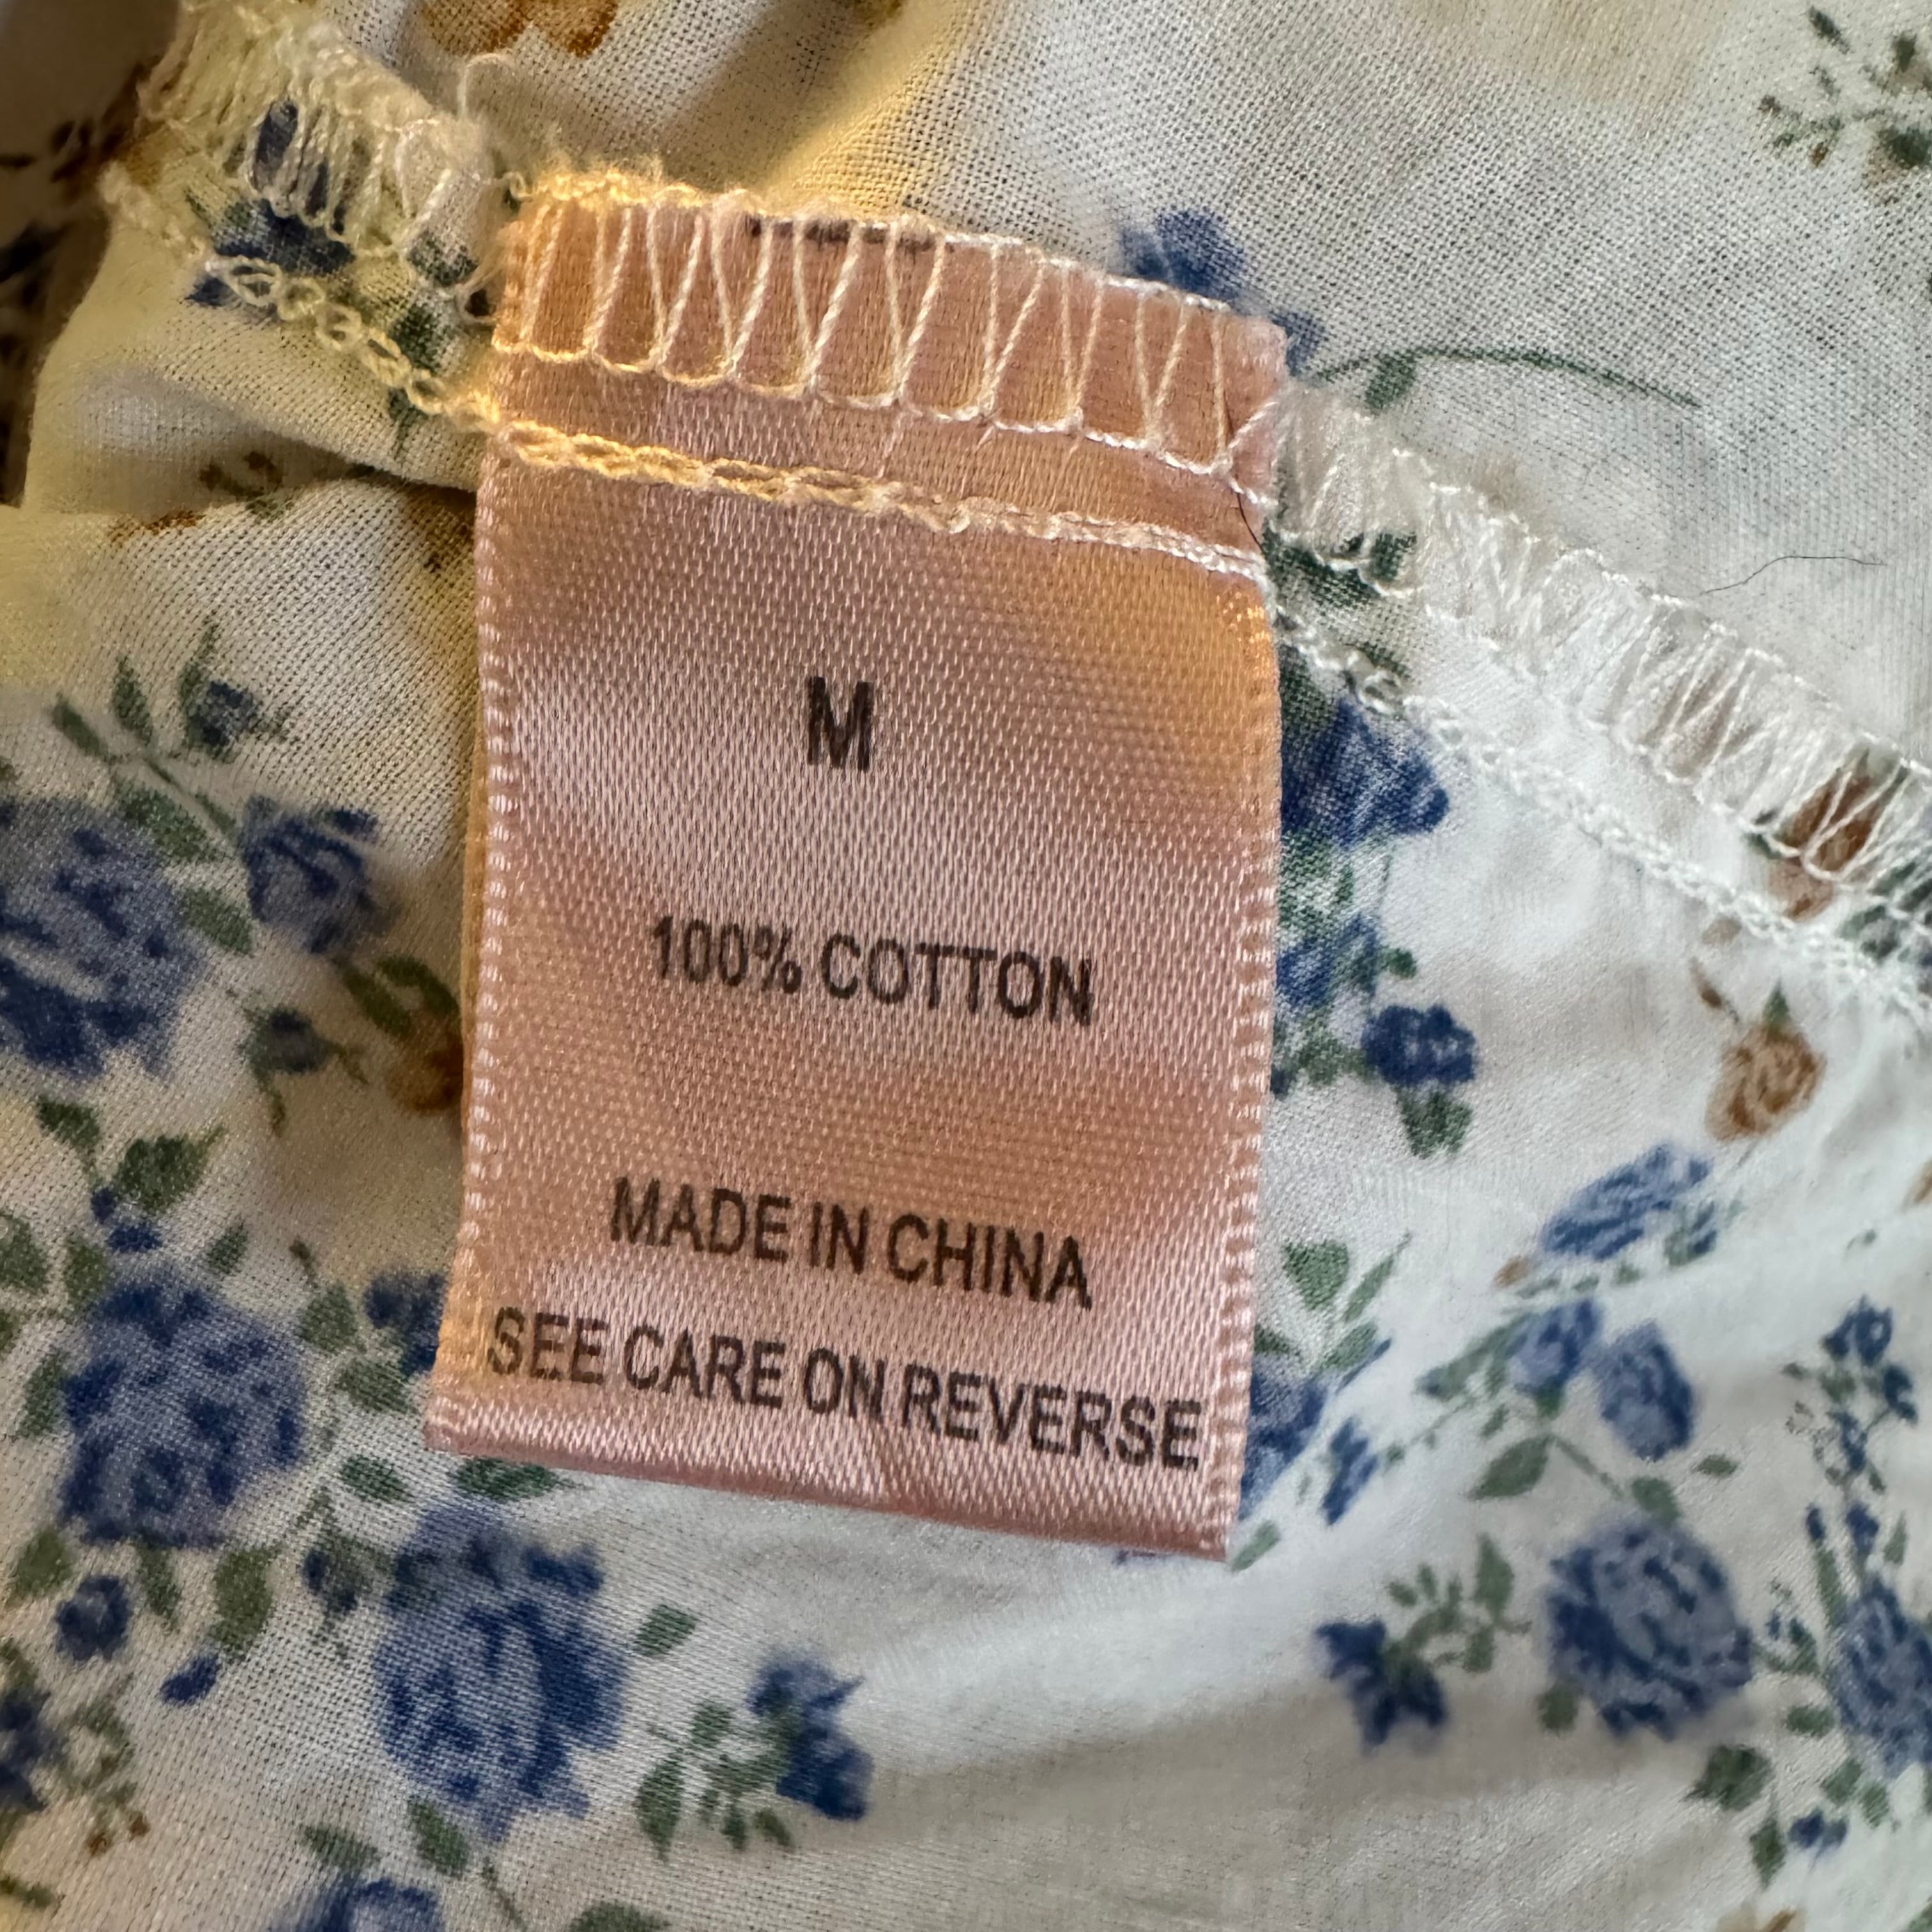 M
100% COTTON
MADE IN CHINA
SEE CARE ON REVERSE